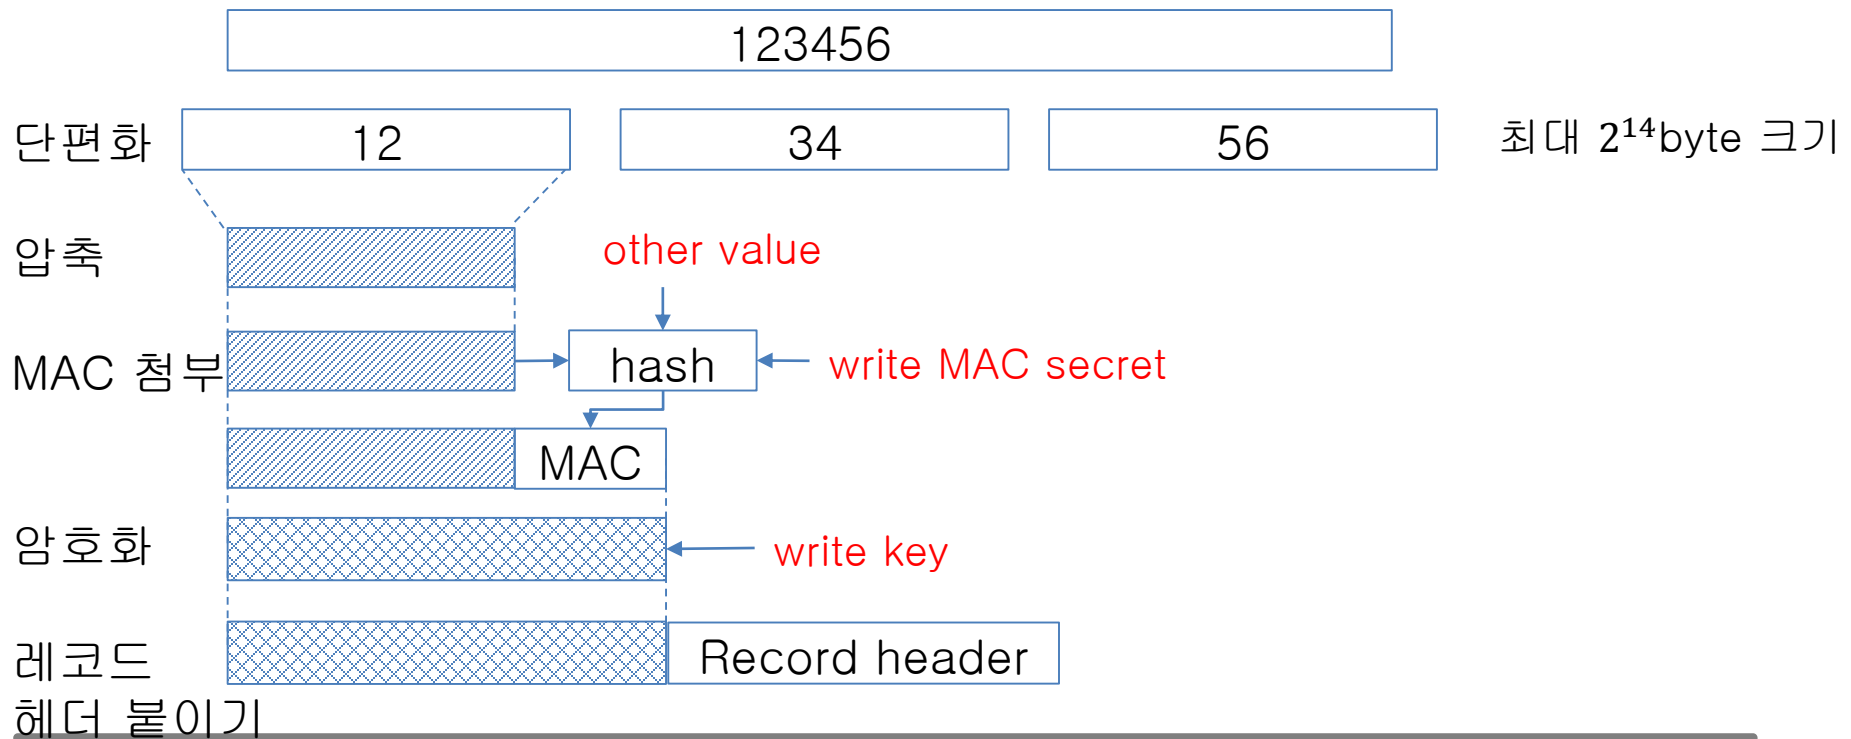 123456
단편화 12 34 56 최대 2¹⁴byte 크기
압축 other value
MAC 첨부 hash write MAC secret
MAC
암호화 write key
레코드 Record header
헤더 붙이기